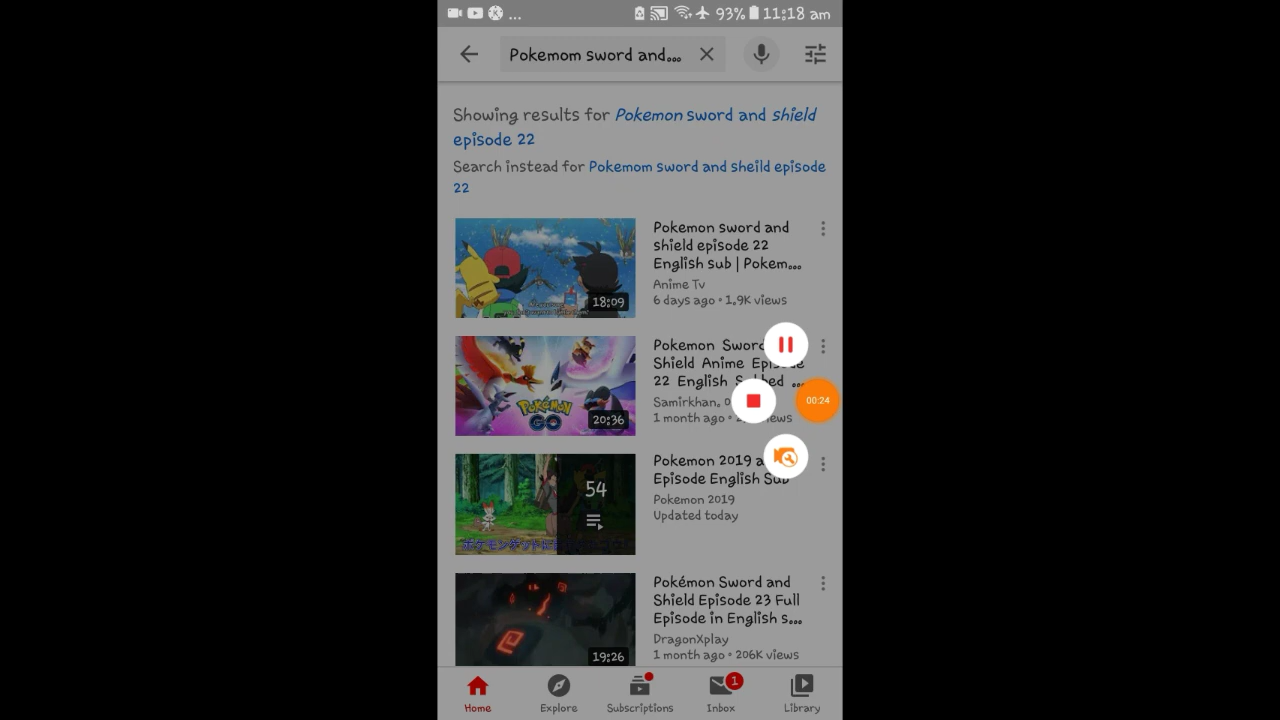 ... 93% 11:18 am
Pokemom sword and...
Showing results for Pokemon sword and shield
episode 22
Search instead for Pokemom sword and sheild episode
22
Pokemon sword and
shield episode 22
English sub | Pokem...
Anime Tv
6 days ago • 1.9K views
18:09
Pokemon Sword
Shield Anime Episode
22 English Subbed ...
Samirkhan.
1 month ago • views
POKÉMON
GO
20:36
Pokemon 2019
Episode English Sub
Pokemon 2019
Updated today
54
Pokémon Sword and
Shield Episode 23 Full
Episode in English s...
DragonXplay
1 month ago • 206K views
19:26
00:24
Home Explore Subscriptions Inbox 1 Library